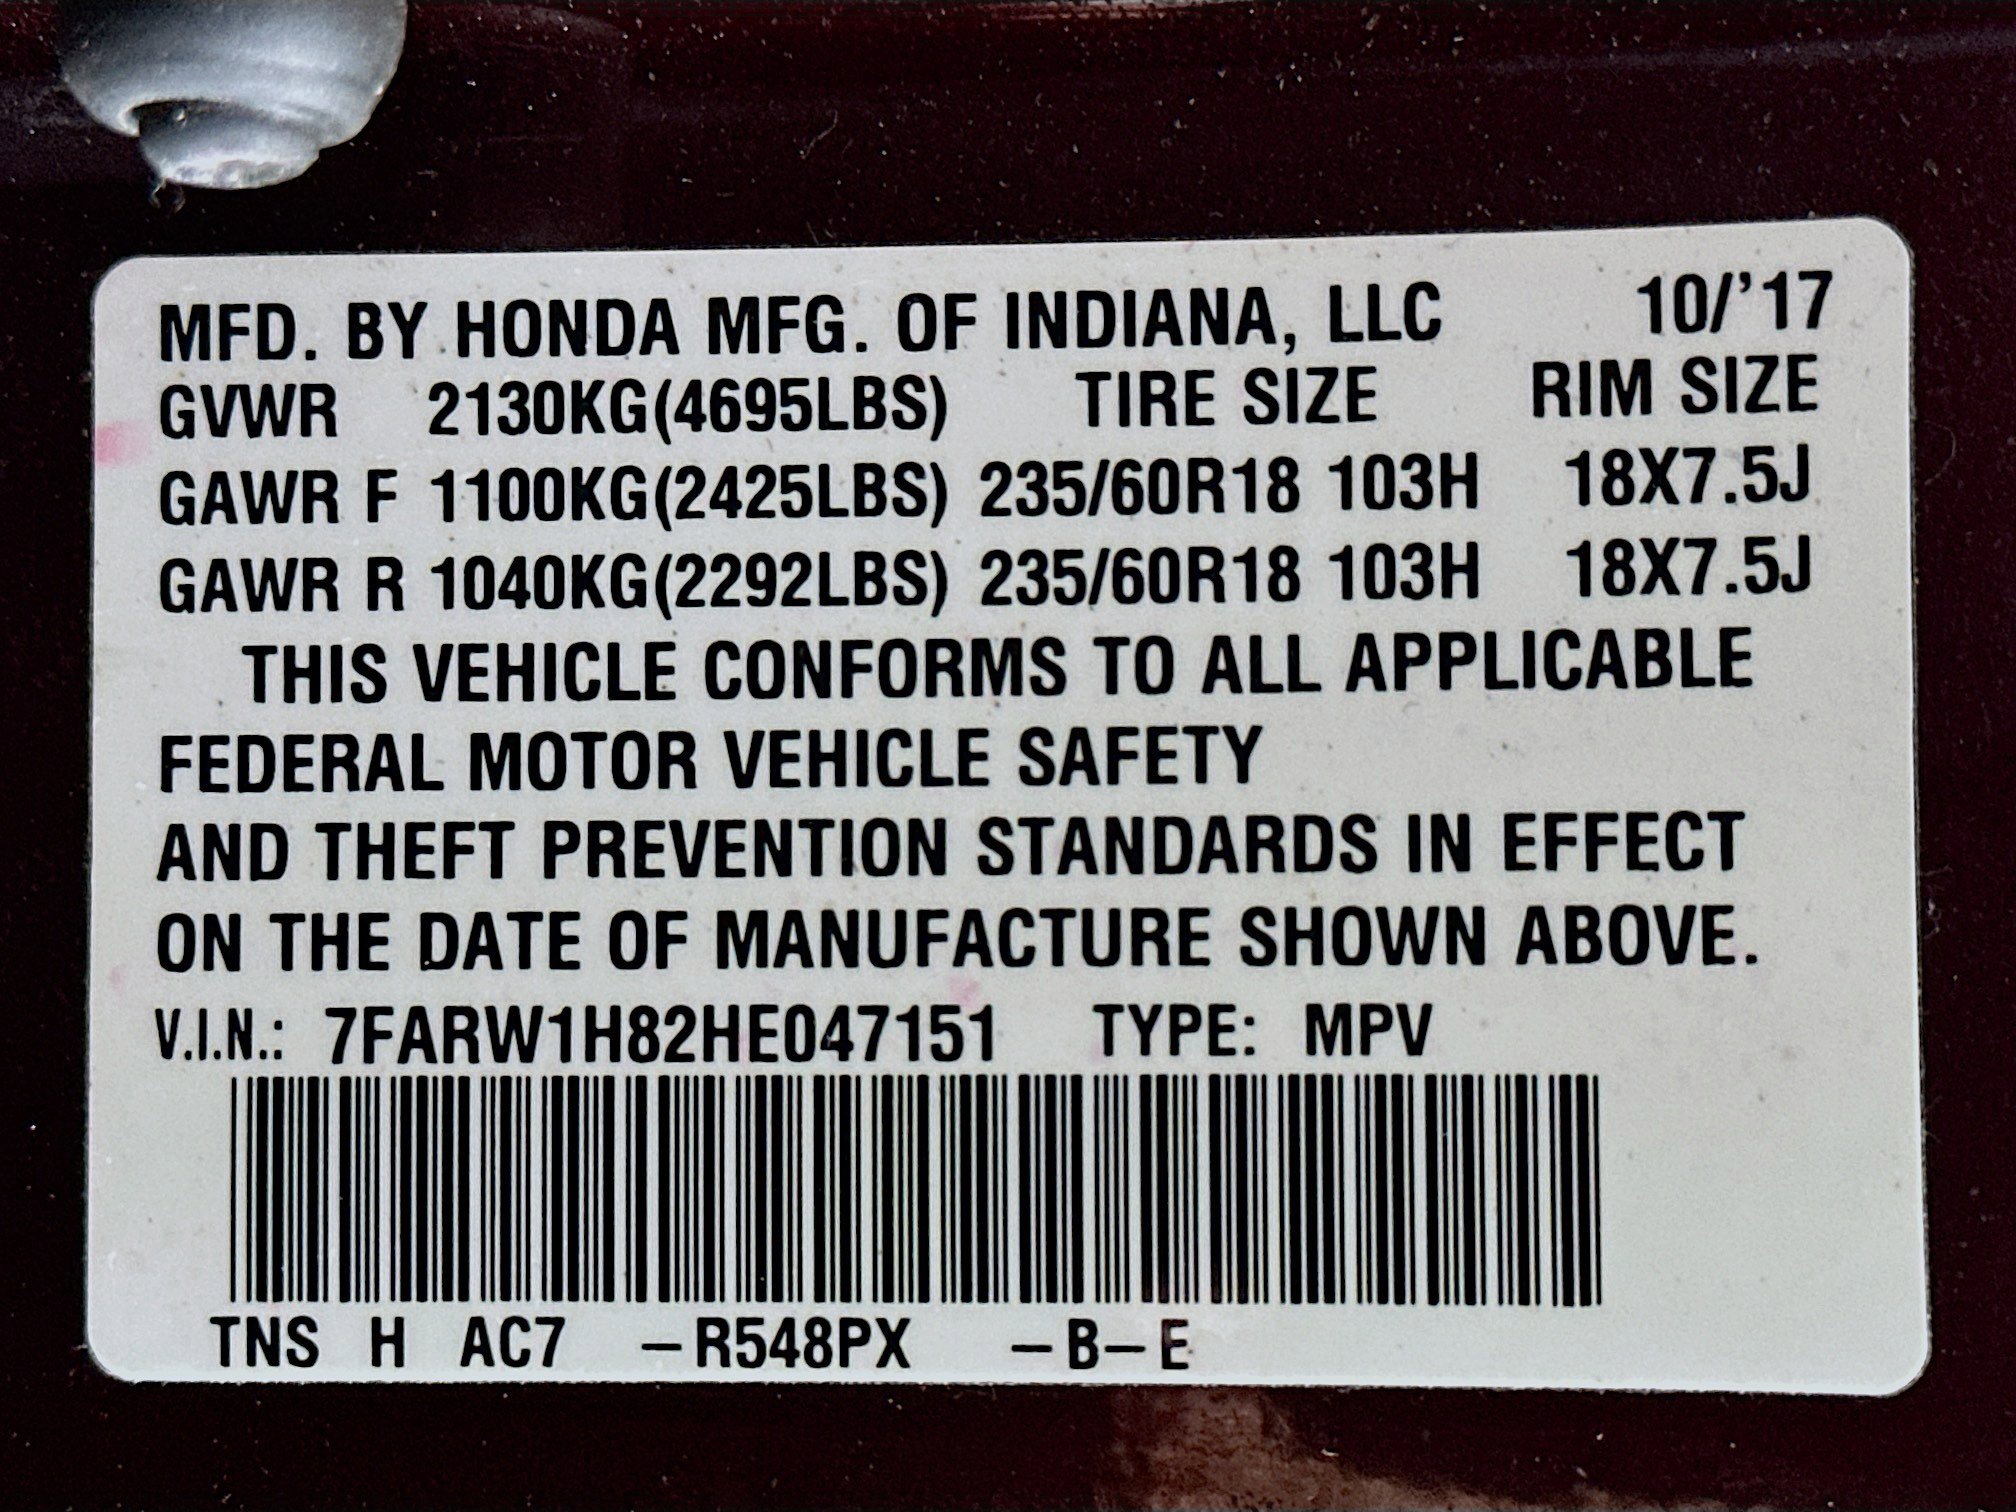 MFD. BY HONDA MFG. OF INDIANA, LLC 10/'17
GVWR 2130KG(4695LBS) TIRE SIZE RIM SIZE
GAWR F 1100KG(2425LBS) 235/60R18 103H 18X7.5J
GAWR R 1040KG(2292LBS) 235/60R18 103H 18X7.5J
THIS VEHICLE CONFORMS TO ALL APPLICABLE
FEDERAL MOTOR VEHICLE SAFETY
AND THEFT PREVENTION STANDARDS IN EFFECT
ON THE DATE OF MANUFACTURE SHOWN ABOVE.
V.I.N.: 7FARW1H82HE047151 TYPE: MPV
TNS H AC7 –R548PX –B–E